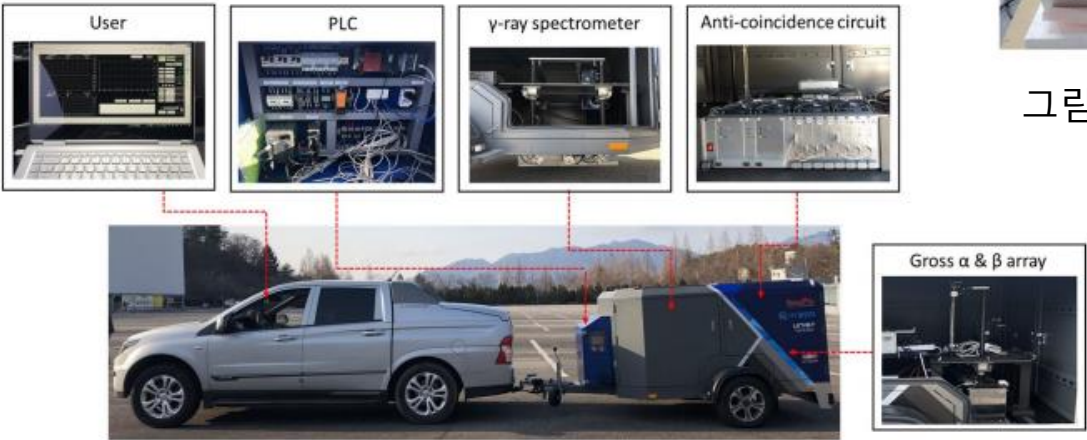 User
PLC
γ-ray spectrometer
Anti-coincidence circuit
그림
Gross α & β array